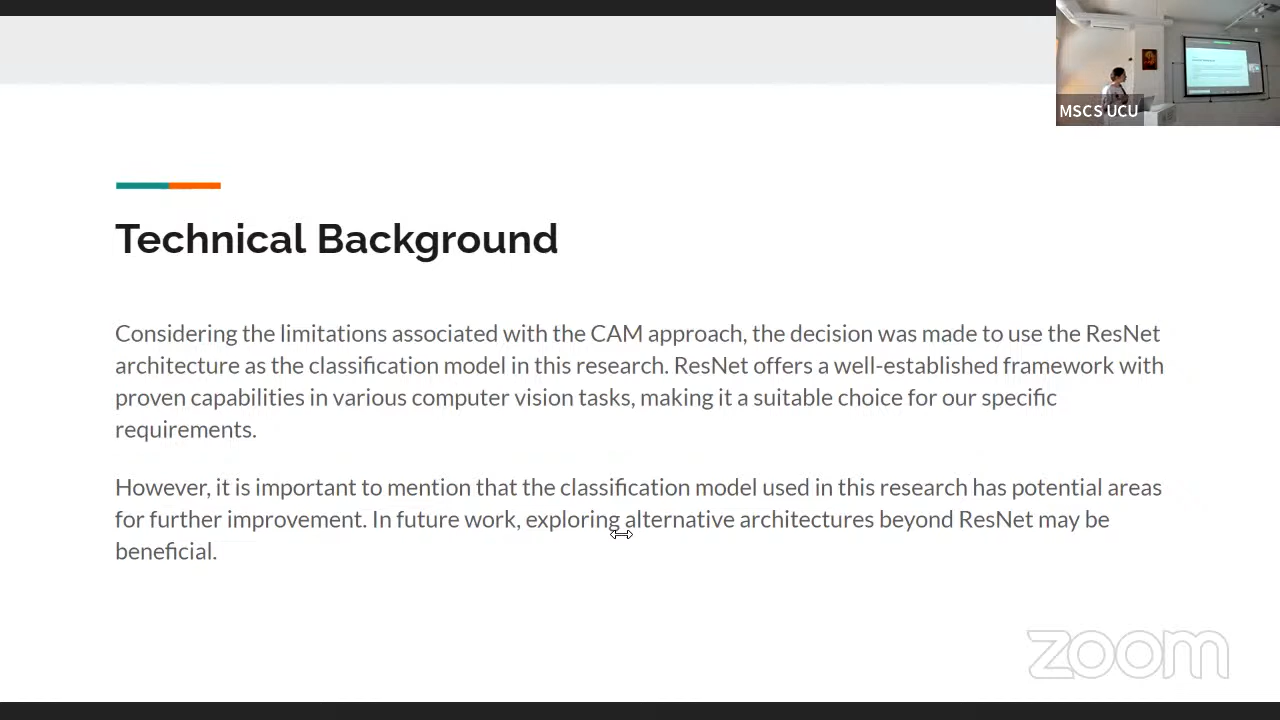 MSCS UCU
Technical Background
Considering the limitations associated with the CAM approach, the decision was made to use the ResNet
architecture as the classification model in this research. ResNet offers a well-established framework with
proven capabilities in various computer vision tasks, making it a suitable choice for our specific
requirements.
However, it is important to mention that the classification model used in this research has potential areas
for further improvement. In future work, exploring alternative architectures beyond ResNet may be
beneficial.
zoom